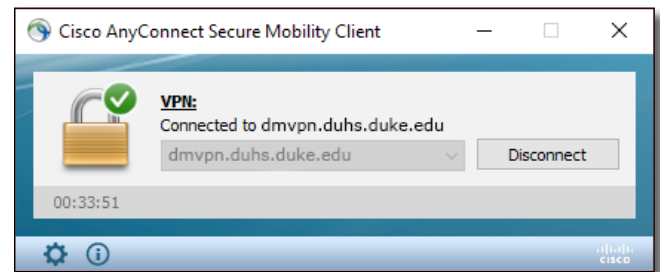 Cisco AnyConnect Secure Mobility Client
VPN:
Connected to dmvpn.duhs.duke.edu
dmvpn.duhs.duke.edu
Disconnect
00:33:51
CISCO